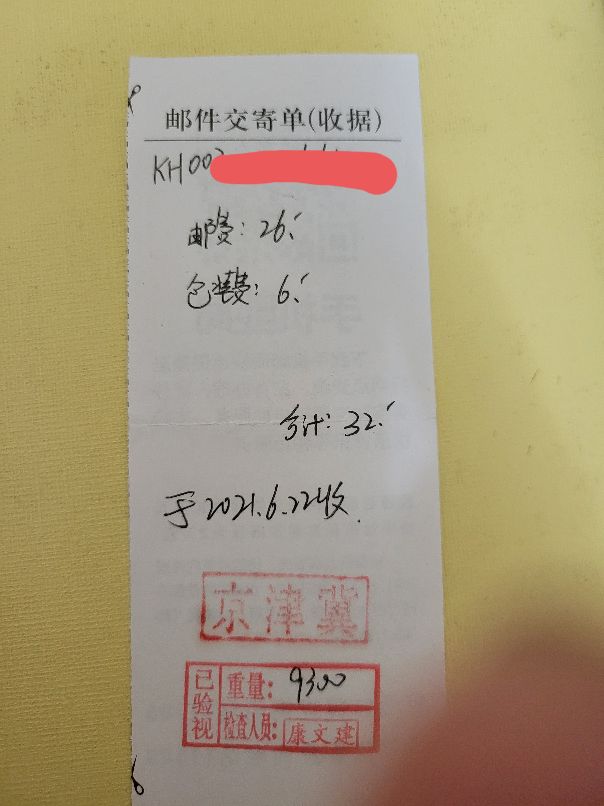 邮件交寄单(收据)
KH00
邮费: 26.
包装费: 6.
合计: 32.
于2021.6.22收.
京津冀
已验视
重量: 9300
检查人员: 康文建